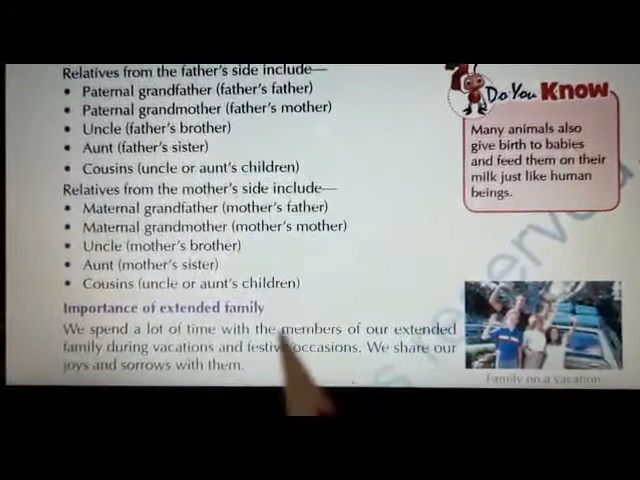 Relatives from the father's side include—
• Paternal grandfather (father's father)
• Paternal grandmother (father's mother)
• Uncle (father's brother)
• Aunt (father's sister)
• Cousins (uncle or aunt's children)
Relatives from the mother's side include—
• Maternal grandfather (mother's father)
• Maternal grandmother (mother's mother)
• Uncle (mother's brother)
• Aunt (mother's sister)
• Cousins (uncle or aunt's children)
Importance of extended family
We spend a lot of time with the members of our extended
family during vacations and festive occasions. We share our
joys and sorrows with them.
Do You Know
Many animals also
give birth to babies
and feed them on their
milk just like human
beings.
Family on a vacation